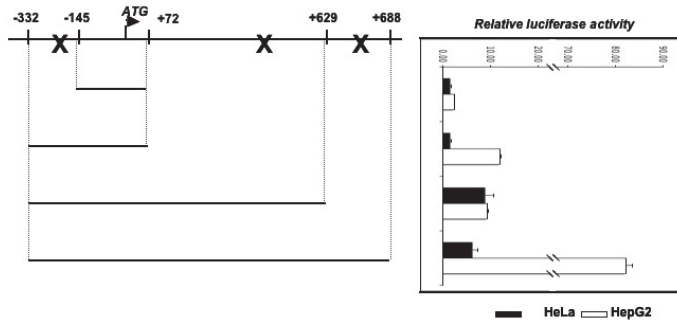 ATG
-332 -145 +72 +629 +688
X X X
Relative luciferase activity
0.00 10.00 20.00 70.00 80.00 90.00
HeLa HepG2